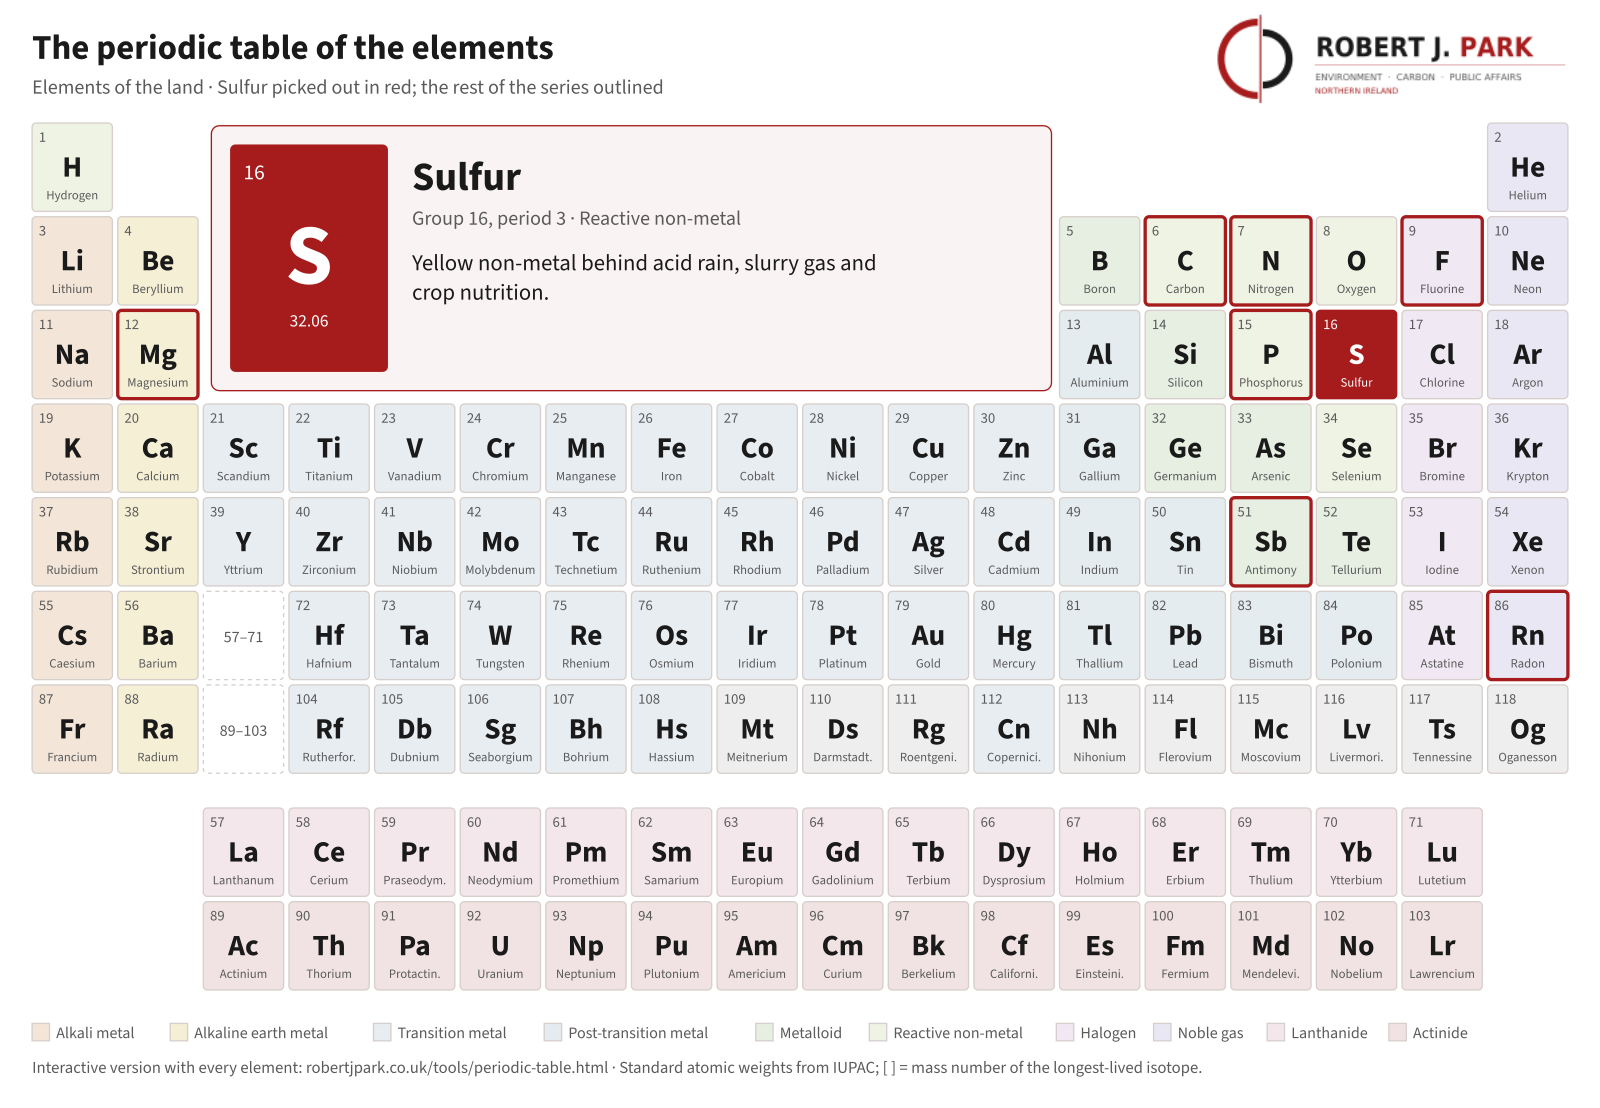 The periodic table of the elements
Elements of the land · Sulfur picked out in red; the rest of the series outlined
ROBERT J. PARK
ENVIRONMENT · CARBON · PUBLIC AFFAIRS
NORTHERN IRELAND
1 H Hydrogen
2 He Helium
16 S 32.06
Sulfur
Group 16, period 3 · Reactive non-metal
Yellow non-metal behind acid rain, slurry gas and
crop nutrition.
3 Li Lithium
4 Be Beryllium
5 B Boron
6 C Carbon
7 N Nitrogen
8 O Oxygen
9 F Fluorine
10 Ne Neon
11 Na Sodium
12 Mg Magnesium
13 Al Aluminium
14 Si Silicon
15 P Phosphorus
16 S Sulfur
17 Cl Chlorine
18 Ar Argon
19 K Potassium
20 Ca Calcium
21 Sc Scandium
22 Ti Titanium
23 V Vanadium
24 Cr Chromium
25 Mn Manganese
26 Fe Iron
27 Co Cobalt
28 Ni Nickel
29 Cu Copper
30 Zn Zinc
31 Ga Gallium
32 Ge Germanium
33 As Arsenic
34 Se Selenium
35 Br Bromine
36 Kr Krypton
37 Rb Rubidium
38 Sr Strontium
39 Y Yttrium
40 Zr Zirconium
41 Nb Niobium
42 Mo Molybdenum
43 Tc Technetium
44 Ru Ruthenium
45 Rh Rhodium
46 Pd Palladium
47 Ag Silver
48 Cd Cadmium
49 In Indium
50 Sn Tin
51 Sb Antimony
52 Te Tellurium
53 I Iodine
54 Xe Xenon
55 Cs Caesium
56 Ba Barium
57–71
72 Hf Hafnium
73 Ta Tantalum
74 W Tungsten
75 Re Rhenium
76 Os Osmium
77 Ir Iridium
78 Pt Platinum
79 Au Gold
80 Hg Mercury
81 Tl Thallium
82 Pb Lead
83 Bi Bismuth
84 Po Polonium
85 At Astatine
86 Rn Radon
87 Fr Francium
88 Ra Radium
89–103
104 Rf Rutherfor.
105 Db Dubnium
106 Sg Seaborgium
107 Bh Bohrium
108 Hs Hassium
109 Mt Meitnerium
110 Ds Darmstadt.
111 Rg Roentgeni.
112 Cn Copernici.
113 Nh Nihonium
114 Fl Flerovium
115 Mc Moscovium
116 Lv Livermori.
117 Ts Tennessine
118 Og Oganesson
57 La Lanthanum
58 Ce Cerium
59 Pr Praseodym.
60 Nd Neodymium
61 Pm Promethium
62 Sm Samarium
63 Eu Europium
64 Gd Gadolinium
65 Tb Terbium
66 Dy Dysprosium
67 Ho Holmium
68 Er Erbium
69 Tm Thulium
70 Yb Ytterbium
71 Lu Lutetium
89 Ac Actinium
90 Th Thorium
91 Pa Protactin.
92 U Uranium
93 Np Neptunium
94 Pu Plutonium
95 Am Americium
96 Cm Curium
97 Bk Berkelium
98 Cf Californi.
99 Es Einsteini.
100 Fm Fermium
101 Md Mendelevi.
102 No Nobelium
103 Lr Lawrencium
Alkali metal Alkaline earth metal Transition metal Post-transition metal Metalloid Reactive non-metal Halogen Noble gas Lanthanide Actinide
Interactive version with every element: robertjpark.co.uk/tools/periodic-table.html · Standard atomic weights from IUPAC; [ ] = mass number of the longest-lived isotope.